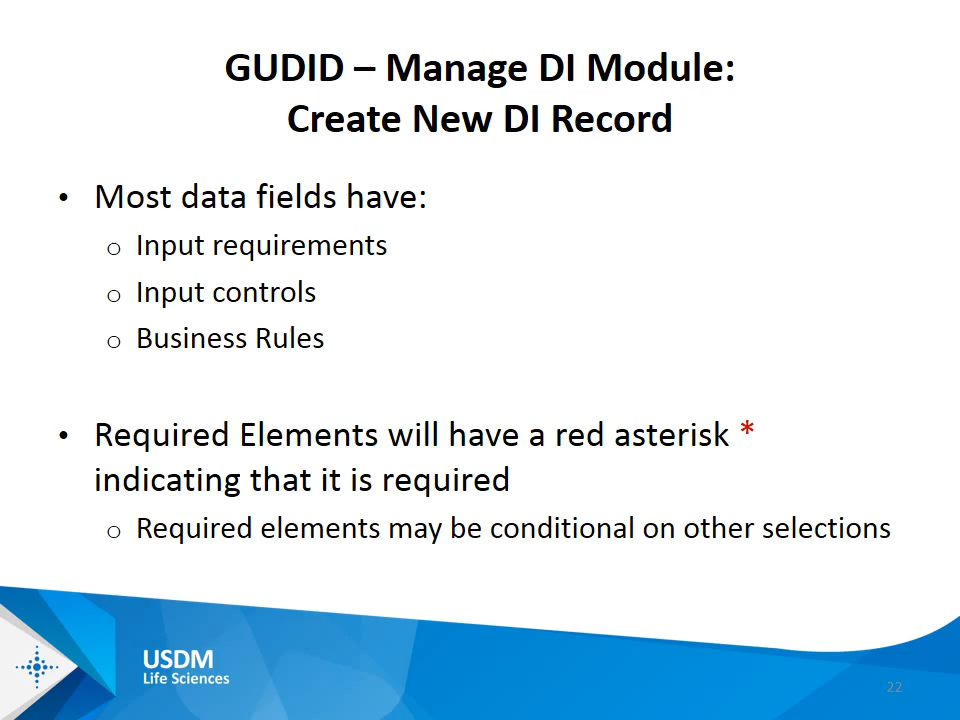 GUDID – Manage DI Module:
Create New DI Record
• Most data fields have:
o Input requirements
o Input controls
o Business Rules
• Required Elements will have a red asterisk *
indicating that it is required
o Required elements may be conditional on other selections
USDM
Life Sciences
22